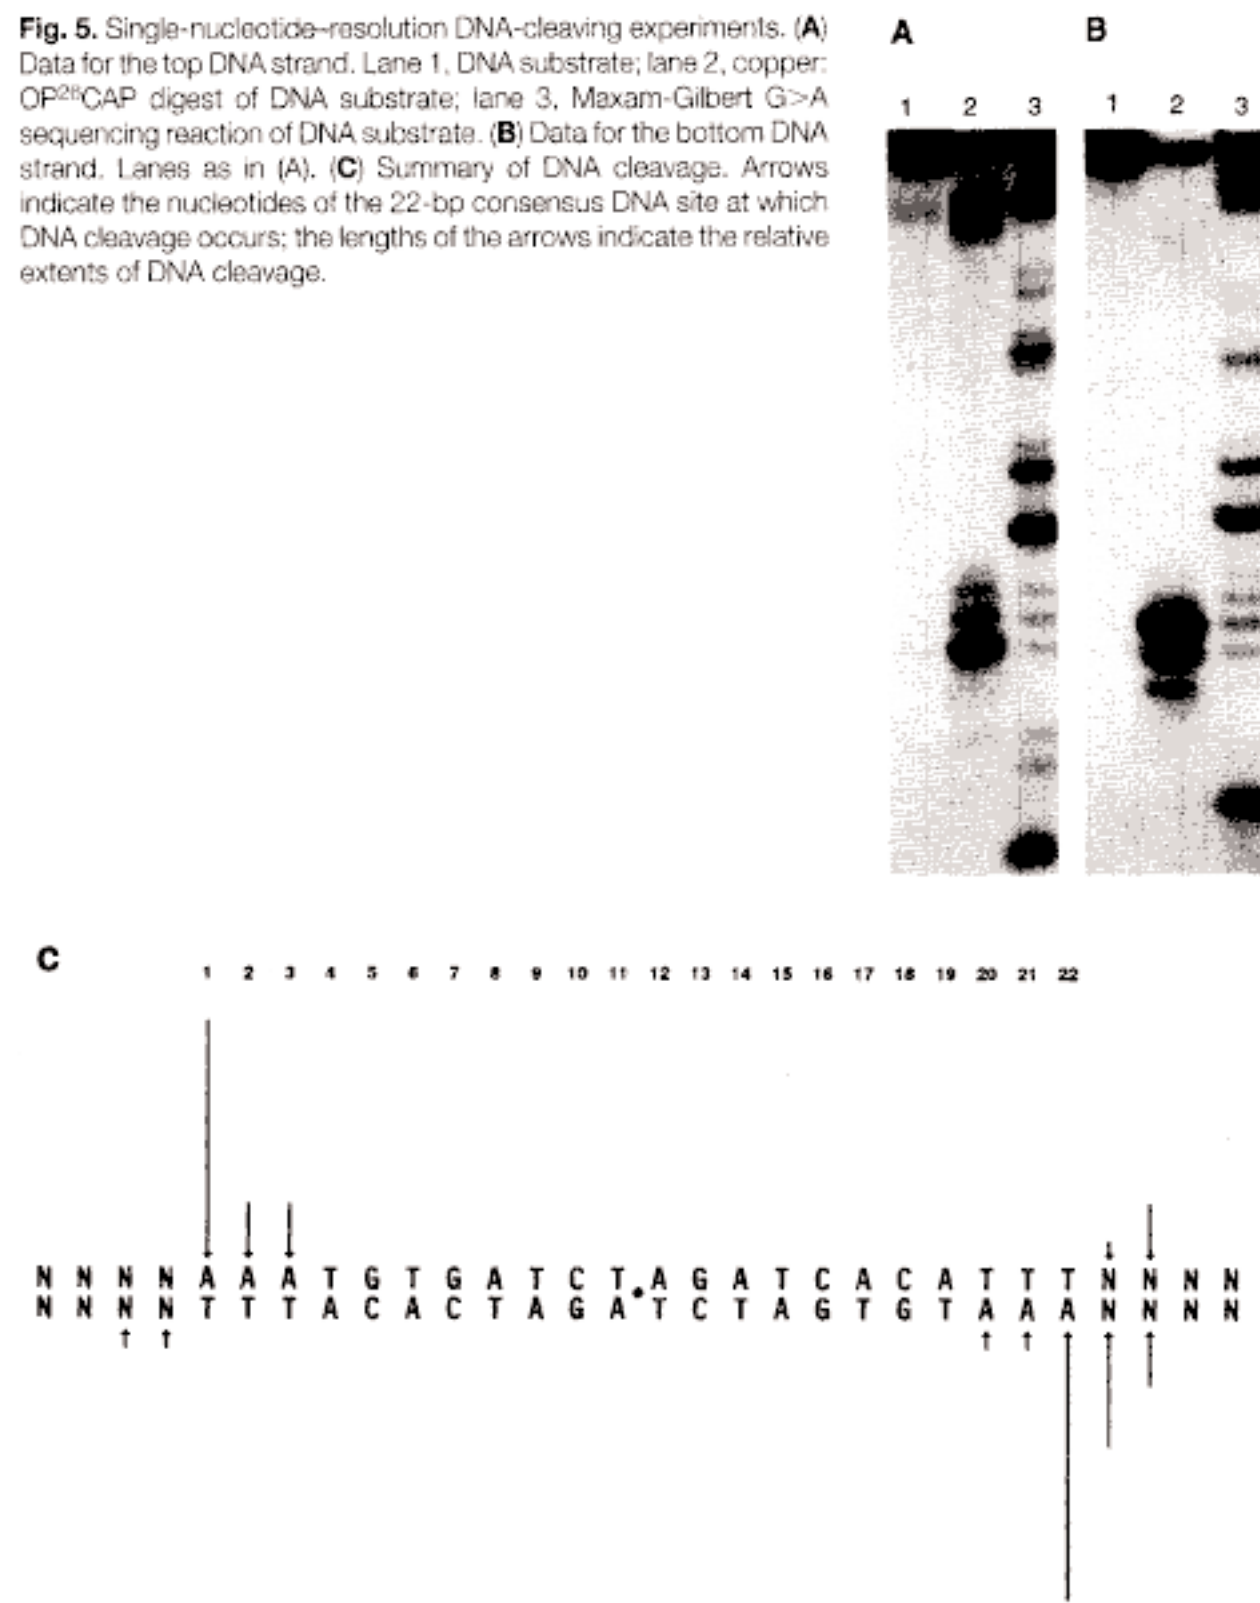 Fig. 5. Single-nucleotide–resolution DNA-cleaving experiments. (A)
Data for the top DNA strand. Lane 1, DNA substrate; lane 2, copper:
OP²⁶CAP digest of DNA substrate; lane 3, Maxam-Gilbert G>A
sequencing reaction of DNA substrate. (B) Data for the bottom DNA
strand. Lanes as in (A). (C) Summary of DNA cleavage. Arrows
indicate the nucleotides of the 22-bp consensus DNA site at which
DNA cleavage occurs; the lengths of the arrows indicate the relative
extents of DNA cleavage.
A B
1 2 3 1 2 3
C
1 2 3 4 5 6 7 8 9 10 11 12 13 14 15 16 17 18 19 20 21 22
N N N N A A A T G T G A T C T A G A T C A C A T T T N N N N
N N N N T T T A C A C T A G A T C T A G T G T A A A N N N N